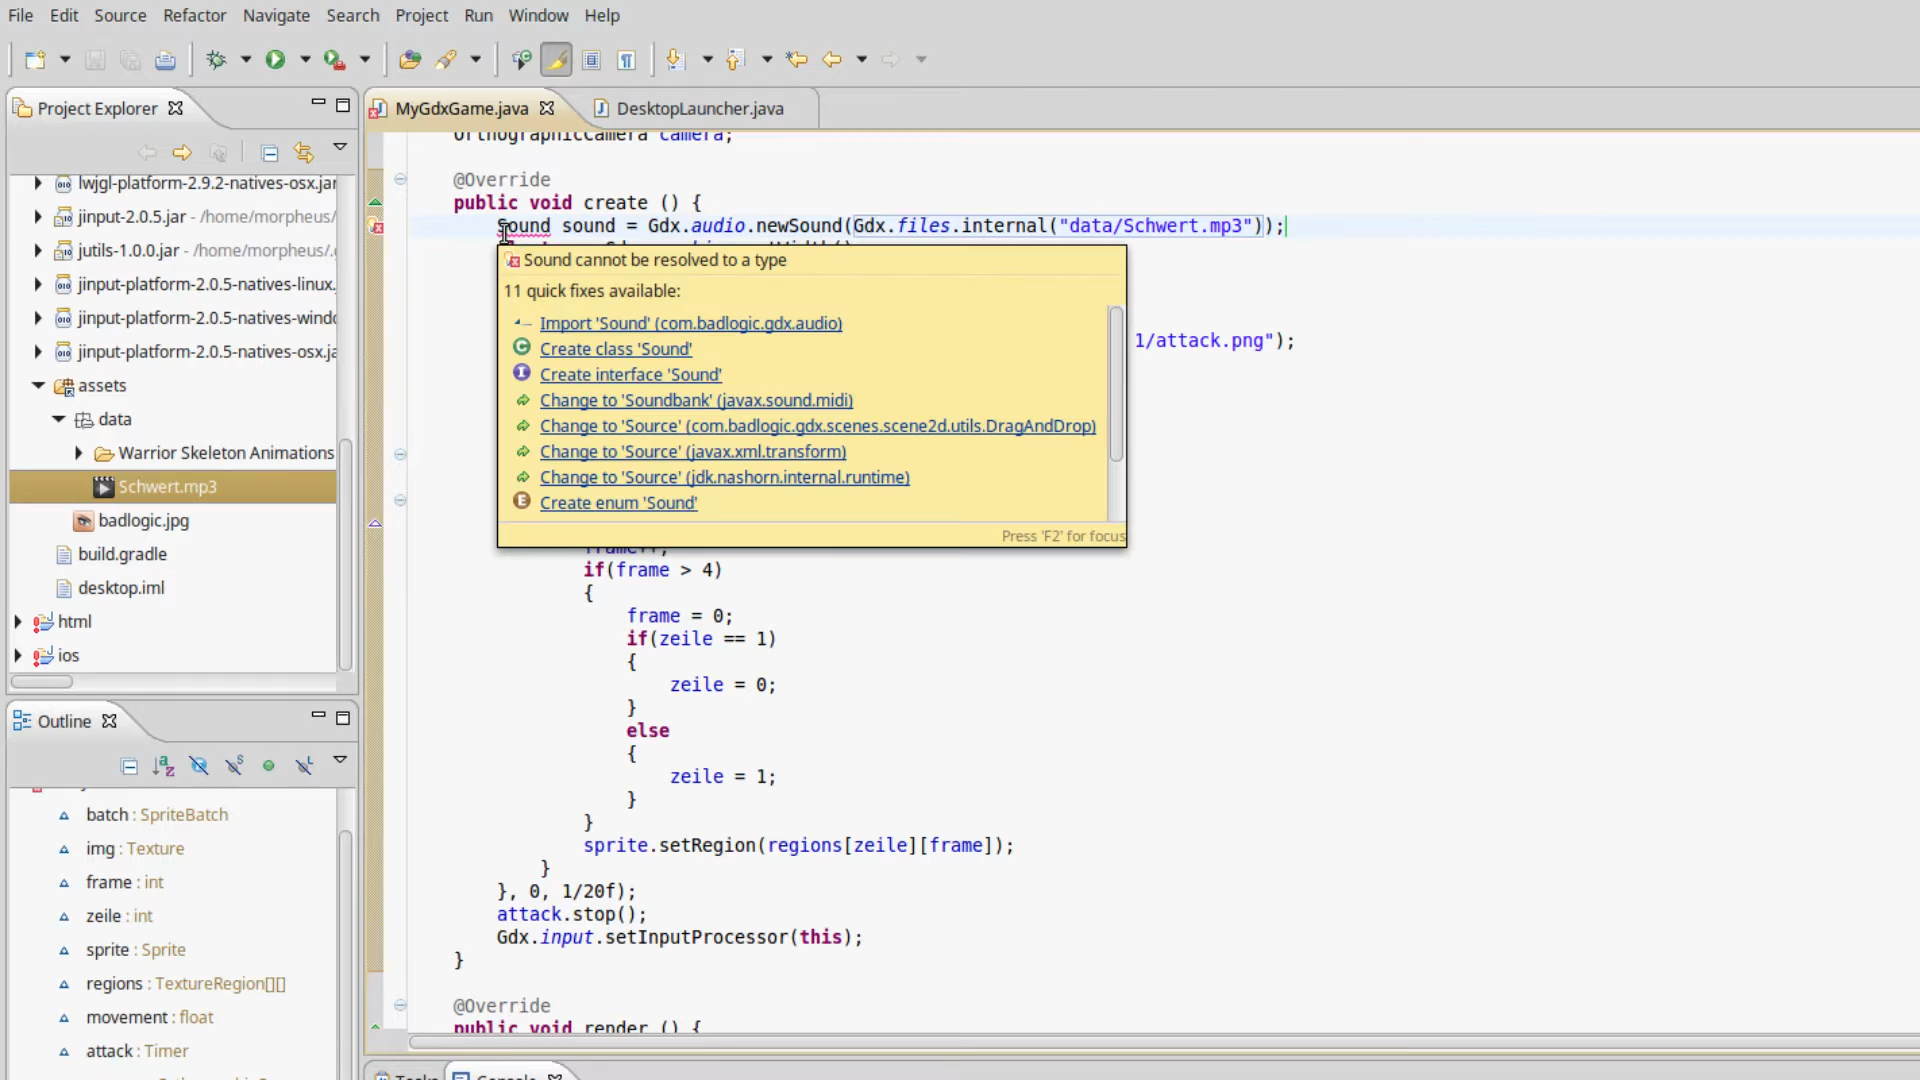 File Edit Source Refactor Navigate Search Project Run Window Help
Project Explorer
lwjgl-platform-2.9.2-natives-osx.jar
jinput-2.0.5.jar - /home/morpheus/
jutils-1.0.0.jar - /home/morpheus/.
jinput-platform-2.0.5-natives-linux.
jinput-platform-2.0.5-natives-windo
jinput-platform-2.0.5-natives-osx.ja
assets
data
Warrior Skeleton Animations
Schwert.mp3
badlogic.jpg
build.gradle
desktop.iml
html
ios
Outline
batch : SpriteBatch
img : Texture
frame : int
zeile : int
sprite : Sprite
regions : TextureRegion[][]
movement : float
attack : Timer
MyGdxGame.java DesktopLauncher.java
OrthographicCamera camera;
@Override
public void create () {
Sound sound = Gdx.audio.newSound(Gdx.files.internal("data/Schwert.mp3"));
Sound cannot be resolved to a type
11 quick fixes available:
Import 'Sound' (com.badlogic.gdx.audio)
Create class 'Sound'
Create interface 'Sound'
Change to 'Soundbank' (javax.sound.midi)
Change to 'Source' (com.badlogic.gdx.scenes.scene2d.utils.DragAndDrop)
Change to 'Source' (javax.xml.transform)
Change to 'Source' (jdk.nashorn.internal.runtime)
Create enum 'Sound'
Press 'F2' for focus
1/attack.png");
frame++;
if(frame > 4)
{
frame = 0;
if(zeile == 1)
{
zeile = 0;
}
else
{
zeile = 1;
}
}
sprite.setRegion(regions[zeile][frame]);
}
}, 0, 1/20f);
attack.stop();
Gdx.input.setInputProcessor(this);
}
@Override
public void render () {
Tasks Console